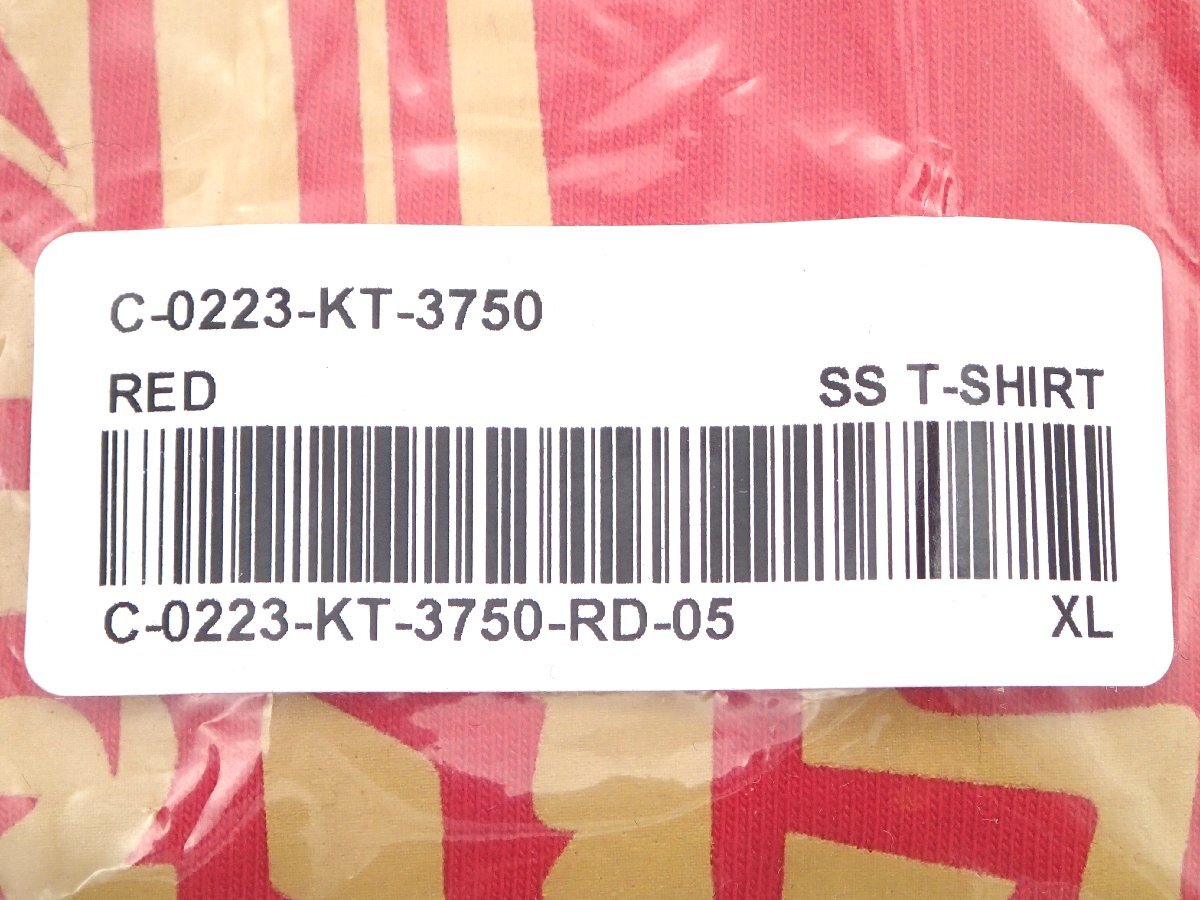 C-0223-KT-3750
RED SS T-SHIRT
C-0223-KT-3750-RD-05 XL